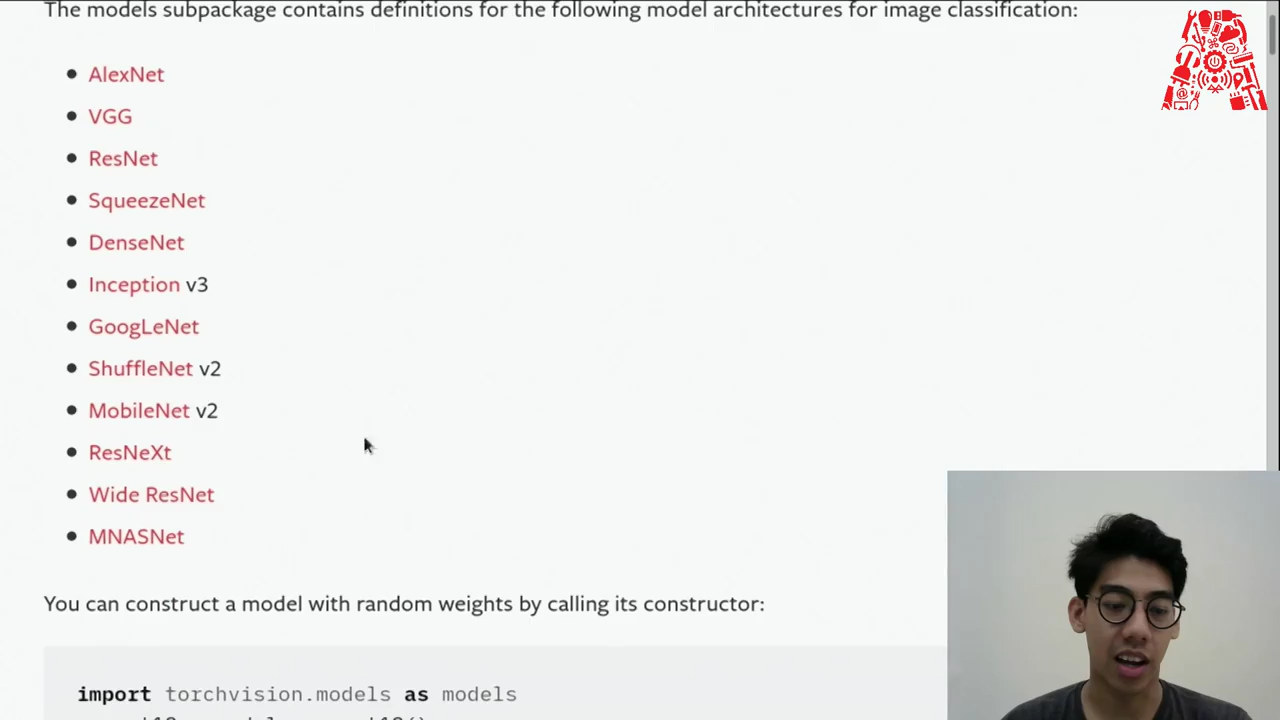 The models subpackage contains definitions for the following model architectures for image classification:
AlexNet
VGG
ResNet
SqueezeNet
DenseNet
Inception v3
GoogLeNet
ShuffleNet v2
MobileNet v2
ResNeXt
Wide ResNet
MNASNet
You can construct a model with random weights by calling its constructor:
import torchvision.models as models